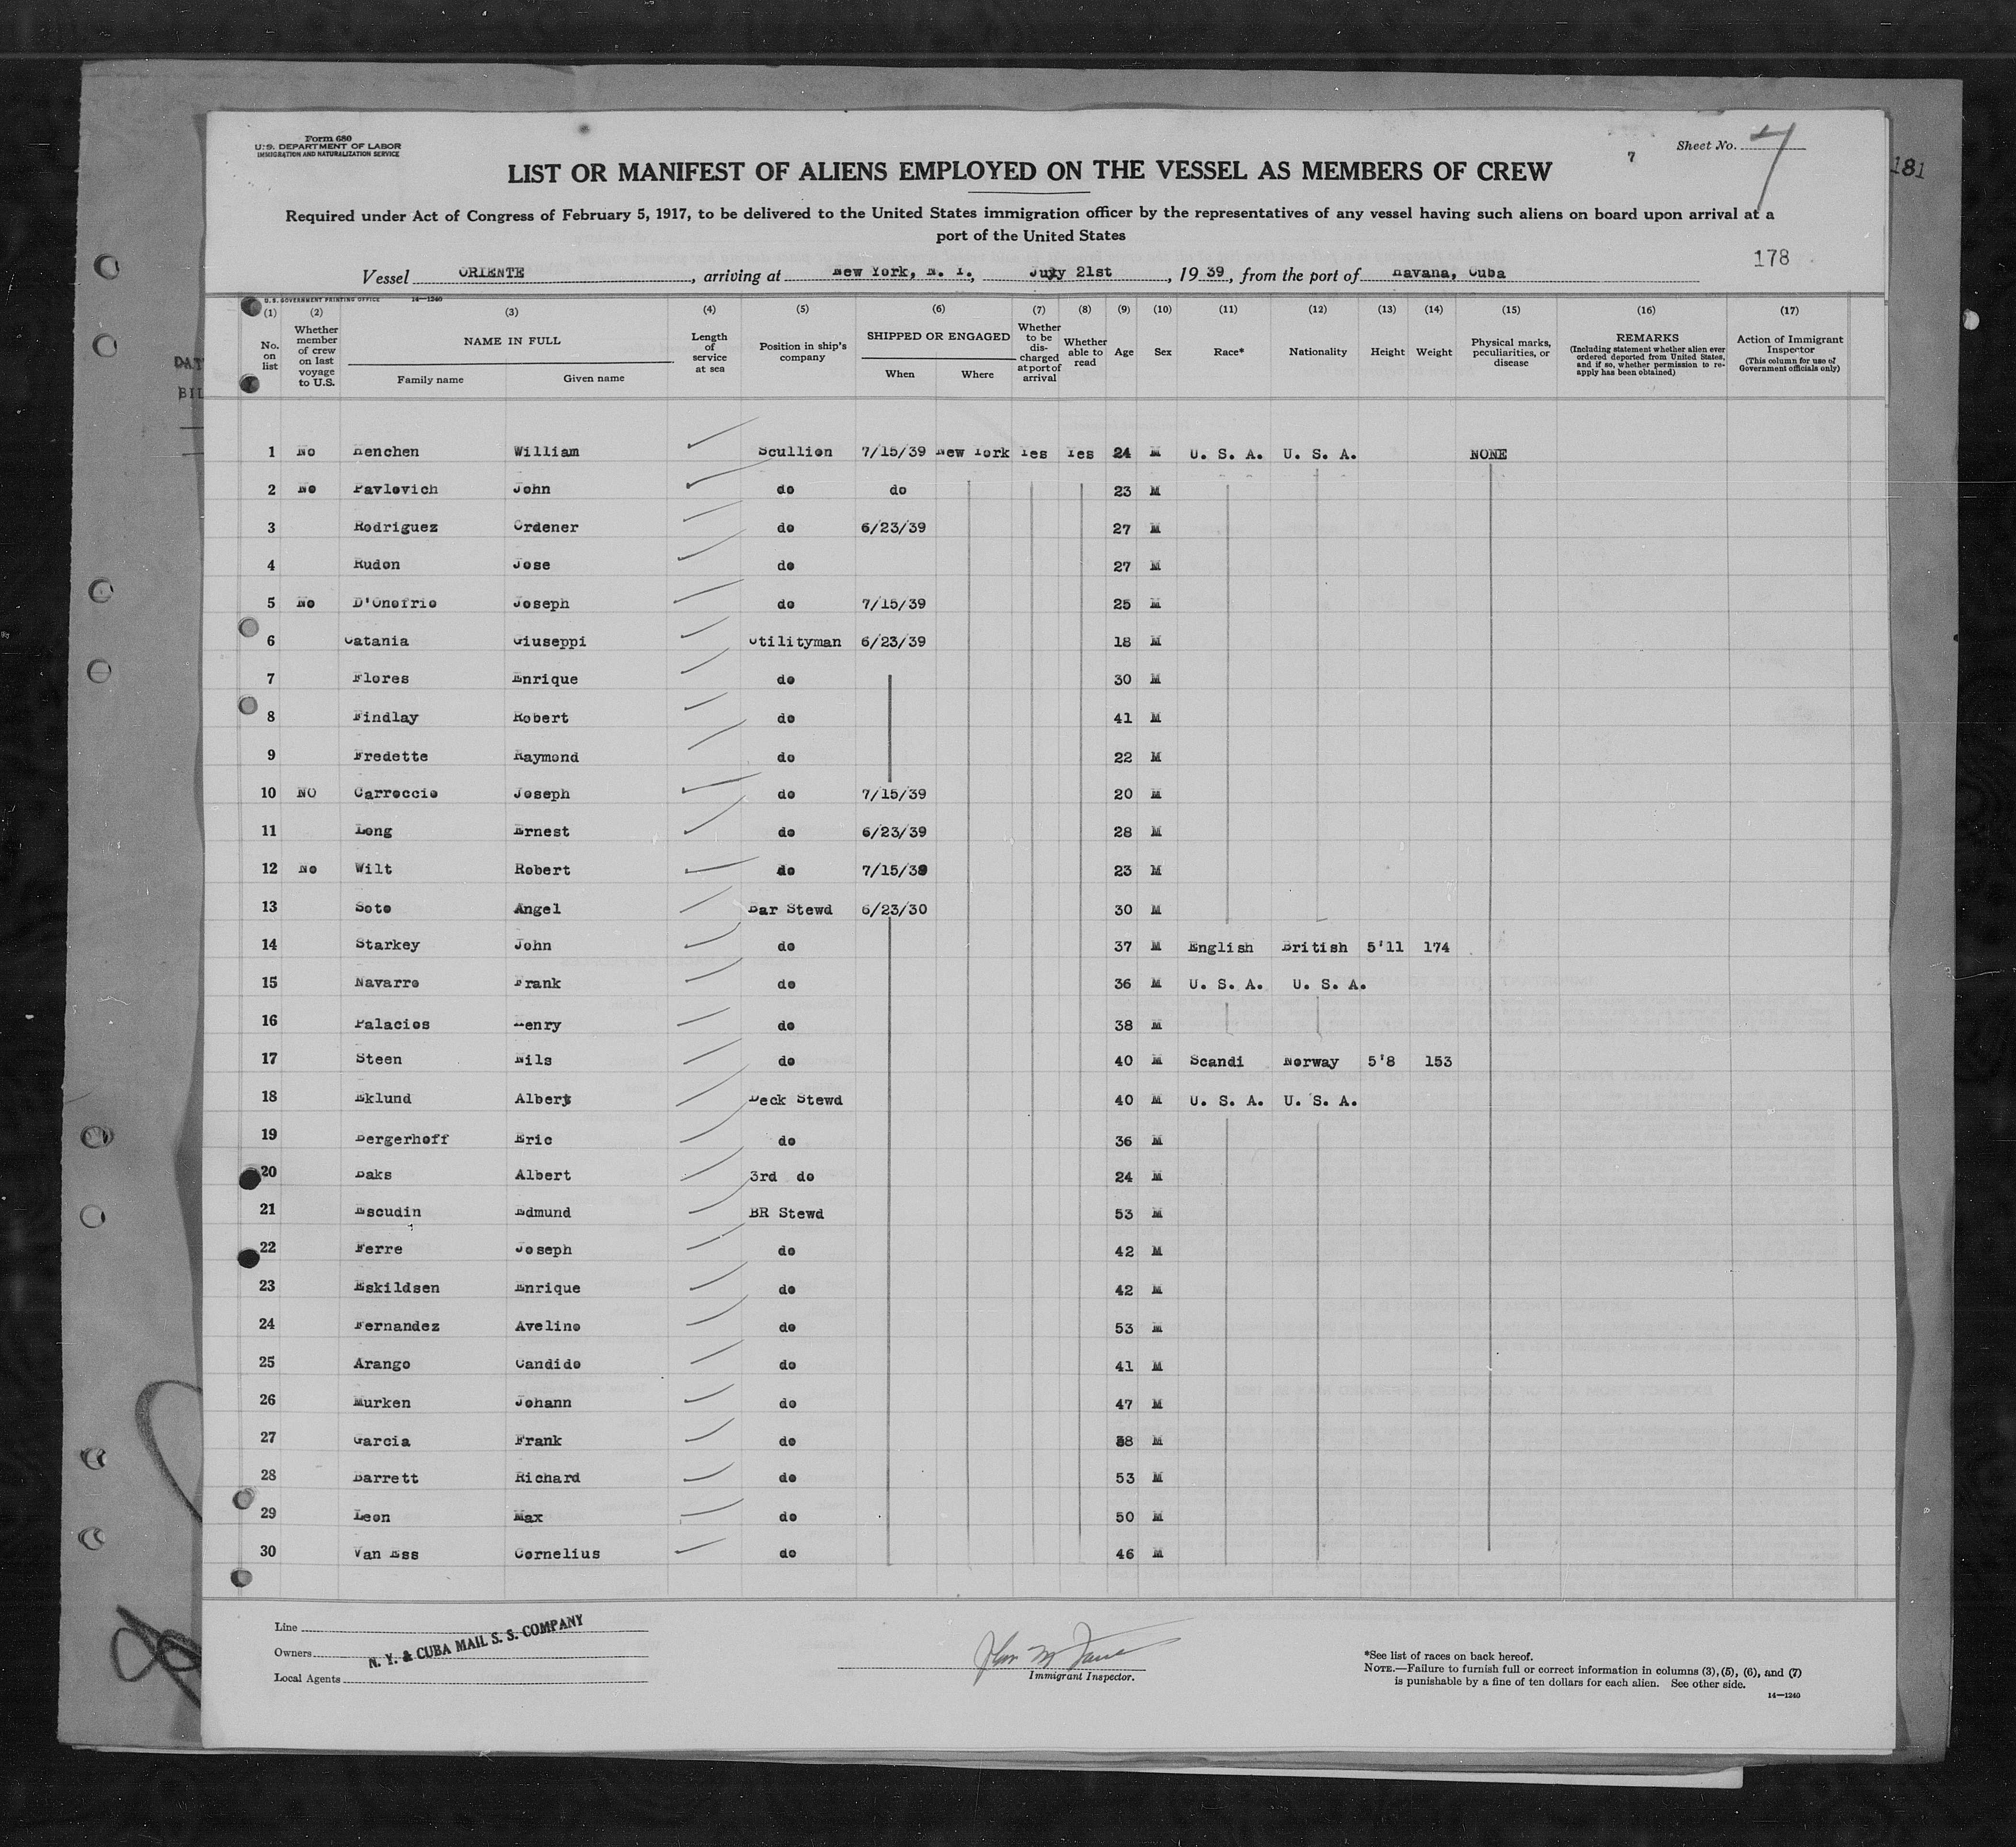 Form 680
U.S. DEPARTMENT OF LABOR
IMMIGRATION AND NATURALIZATION SERVICE
Sheet No. 7
7
181
LIST OR MANIFEST OF ALIENS EMPLOYED ON THE VESSEL AS MEMBERS OF CREW
Required under Act of Congress of February 5, 1917, to be delivered to the United States immigration officer by the representatives of any vessel having such aliens on board upon arrival at a
port of the United States
178
Vessel ORIENTE, arriving at New York, N. Y., July 21st, 1939, from the port of Havana, Cuba
U.S. GOVERNMENT PRINTING OFFICE 14—1240
(1) (2) (3) (4) (5) (6) (7) (8) (9) (10) (11) (12) (13) (14) (15) (16) (17)
No. on list
Whether member of crew on last voyage to U.S.
NAME IN FULL
Family name Given name
Length of service at sea
Position in ship's company
SHIPPED OR ENGAGED
When Where
Whether to be discharged at port of arrival
Whether able to read
Age
Sex
Race*
Nationality
Height
Weight
Physical marks, peculiarities, or disease
REMARKS
(Including statement whether alien ever ordered deported from United States, and if so, whether permission to re-apply has been obtained)
Action of Immigrant Inspector
(This column for use of Government officials only)
DAT
BIL
1 No Henchen William Scullion 7/15/39 New York Yes Yes 24 M U. S. A. U. S. A. NONE
2 No Pavlovich John do do 23 M
3 Rodriguez Ordener do 6/23/39 27 M
4 Rudon Jose do 27 M
5 No D'Onofrio Joseph do 7/15/39 25 M
6 Catania Giuseppi Utilityman 6/23/39 18 M
7 Flores Enrique do 30 M
8 Findlay Robert do 41 M
9 Fredette Raymond do 22 M
10 NO Carroccio Joseph do 7/15/39 20 M
11 Long Ernest do 6/23/39 28 M
12 No Wilt Robert do 7/15/39 23 M
13 Soto Angel Bar Stewd 6/23/30 30 M
14 Starkey John do 37 M English British 5'11 174
15 Navarro Frank do 36 M U. S. A. U. S. A.
16 Palacios Henry do 38 M
17 Steen Nils do 40 M Scandi Norway 5'8 153
18 Eklund Albert Deck Stewd 40 M U. S. A. U. S. A.
19 Bergerhoff Eric do 36 M
20 Baks Albert 3rd do 24 M
21 Escudin Edmund BR Stewd 53 M
22 Ferre Joseph do 42 M
23 Eskildsen Enrique do 42 M
24 Fernandez Avelino do 53 M
25 Arango Candido do 41 M
26 Murken Johann do 47 M
27 Garcia Frank do 38 M
28 Barrett Richard do 53 M
29 Leon Max do 50 M
30 Van Ess Cornelius do 46 M
Line
Owners N. Y. & CUBA MAIL S. S. COMPANY
Local Agents
Immigrant Inspector.
*See list of races on back hereof.
NOTE.—Failure to furnish full or correct information in columns (3), (5), (6), and (7)
is punishable by a fine of ten dollars for each alien. See other side.
14—1240